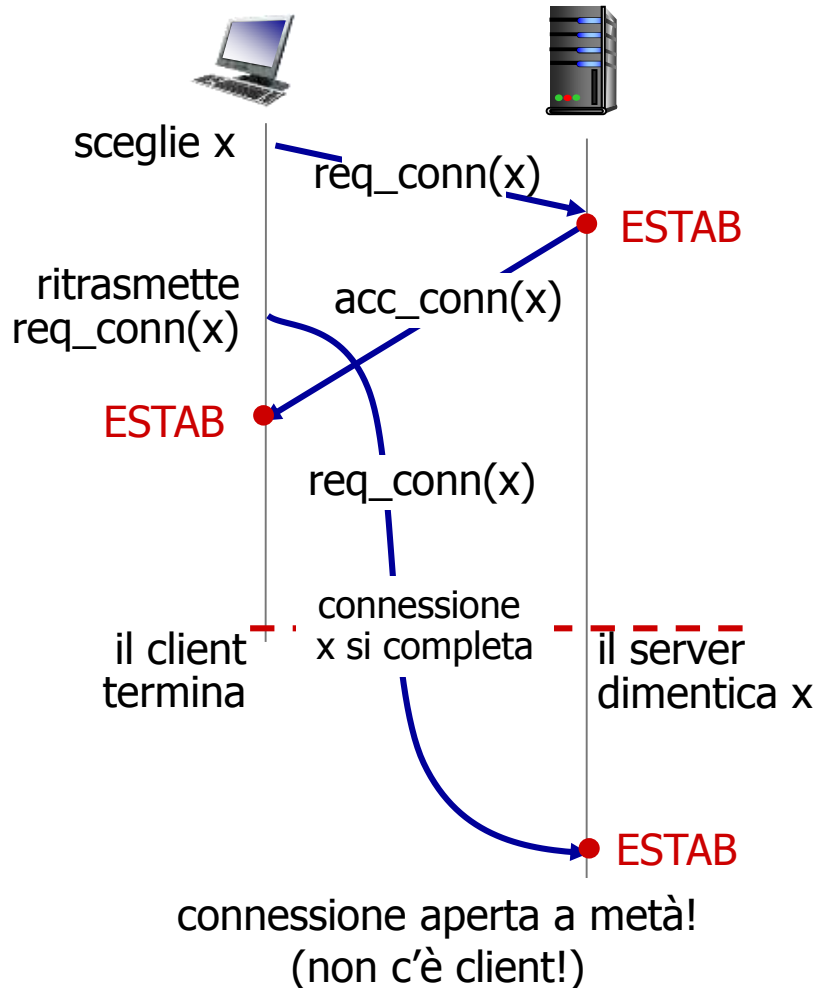 sceglie x
req_conn(x)
ESTAB
ritrasmette
req_conn(x)
acc_conn(x)
ESTAB
req_conn(x)
connessione
x si completa
il client
termina
il server
dimentica x
ESTAB
connessione aperta a metà!
(non c’è client!)